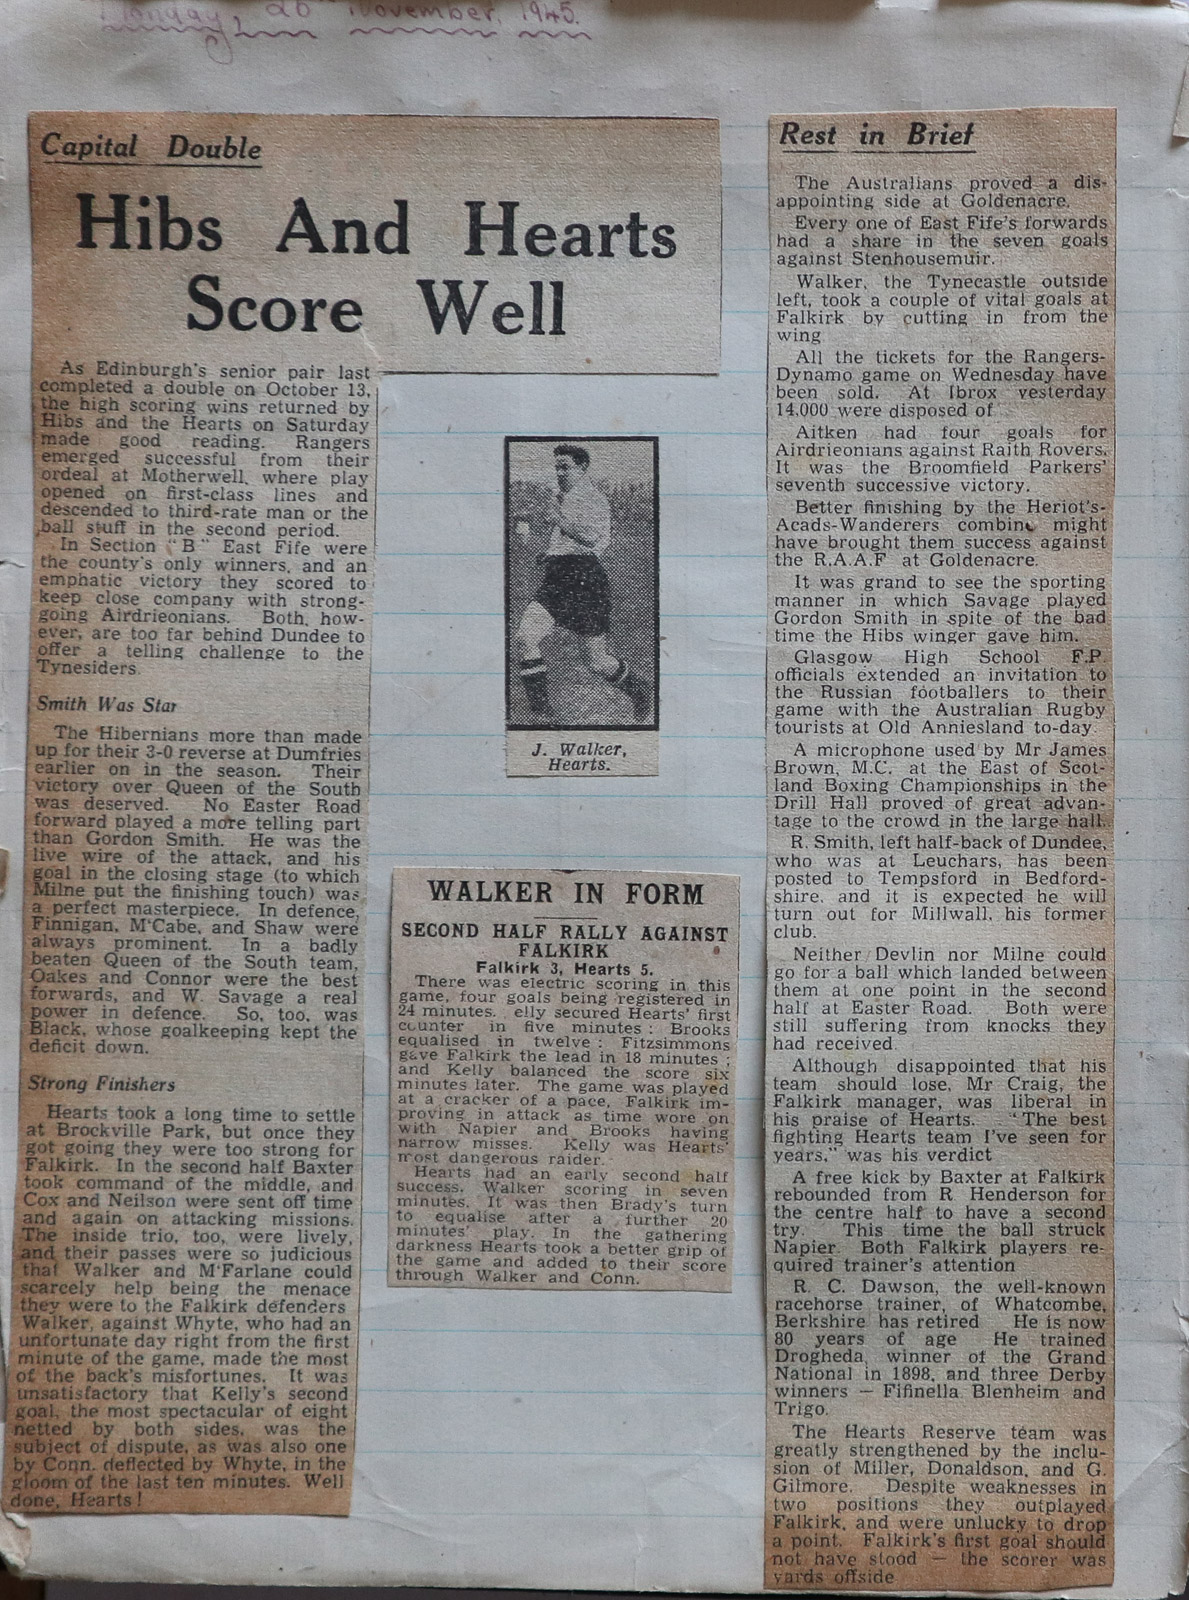 Monday, 26th November, 1945.
Capital Double
Hibs And Hearts
Score Well
As Edinburgh's senior pair last
completed a double on October 13,
the high scoring wins returned by
Hibs and the Hearts on Saturday
made good reading. Rangers
emerged successful from their
ordeal at Motherwell, where play
opened on first-class lines and
descended to third-rate man or the
ball stuff in the second period.
In Section "B" East Fife were
the county's only winners, and an
emphatic victory they scored to
keep close company with strong-
going Airdrieonians. Both, how-
ever, are too far behind Dundee to
offer a telling challenge to the
Tynesiders.
Smith Was Star
The Hibernians more than made
up for their 3-0 reverse at Dumfries
earlier on in the season. Their
victory over Queen of the South
was deserved. No Easter Road
forward played a more telling part
than Gordon Smith. He was the
live wire of the attack, and his
goal in the closing stage (to which
Milne put the finishing touch) was
a perfect masterpiece. In defence,
Finnigan, M'Cabe, and Shaw were
always prominent. In a badly
beaten Queen of the South team,
Oakes and Connor were the best
forwards, and W. Savage a real
power in defence. So, too, was
Black, whose goalkeeping kept the
deficit down.
Strong Finishers
Hearts took a long time to settle
at Brockville Park, but once they
got going they were too strong for
Falkirk. In the second half Baxter
took command of the middle, and
Cox and Neilson were sent off time
and again on attacking missions.
The inside trio, too, were lively,
and their passes were so judicious
that Walker and M'Farlane could
scarcely help being the menace
they were to the Falkirk defenders
Walker, against Whyte, who had an
unfortunate day right from the first
minute of the game, made the most
of the back's misfortunes. It was
unsatisfactory that Kelly's second
goal, the most spectacular of eight
netted by both sides, was the
subject of dispute, as was also one
by Conn, deflected by Whyte, in the
gloom of the last ten minutes. Well
done, Hearts!
J. Walker,
Hearts.
WALKER IN FORM
SECOND HALF RALLY AGAINST
FALKIRK
Falkirk 3, Hearts 5.
There was electric scoring in this
game, four goals being registered in
24 minutes. elly secured Hearts' first
counter in five minutes: Brooks
equalised in twelve: Fitzsimmons
gave Falkirk the lead in 18 minutes;
and Kelly balanced the score six
minutes later. The game was played
at a cracker of a pace, Falkirk im-
proving in attack as time wore on
with Napier and Brooks having
narrow misses. Kelly was Hearts'
most dangerous raider.
Hearts had an early second half
success, Walker scoring in seven
minutes. It was then Brady's turn
to equalise after a further 20
minutes' play. In the gathering
darkness Hearts took a better grip of
the game and added to their score
through Walker and Conn.
Rest in Brief
The Australians proved a dis-
appointing side at Goldenacre.
Every one of East Fife's forwards
had a share in the seven goals
against Stenhousemuir.
Walker, the Tynecastle outside
left, took a couple of vital goals at
Falkirk by cutting in from the
wing
All the tickets for the Rangers-
Dynamo game on Wednesday have
been sold. At Ibrox yesterday
14,000 were disposed of
Aitken had four goals for
Airdrieonians against Raith Rovers.
It was the Broomfield Parkers'
seventh successive victory.
Better finishing by the Heriot's-
Acads-Wanderers combine might
have brought them success against
the R.A.A.F at Goldenacre.
It was grand to see the sporting
manner in which Savage played
Gordon Smith in spite of the bad
time the Hibs winger gave him.
Glasgow High School F.P.
officials extended an invitation to
the Russian footballers to their
game with the Australian Rugby
tourists at Old Anniesland to-day
A microphone used by Mr James
Brown, M.C. at the East of Scot-
land Boxing Championships in the
Drill Hall proved of great advan-
tage to the crowd in the large hall.
R. Smith, left half-back of Dundee,
who was at Leuchars, has been
posted to Tempsford in Bedford-
shire, and it is expected he will
turn out for Millwall, his former
club.
Neither Devlin nor Milne could
go for a ball which landed between
them at one point in the second
half at Easter Road. Both were
still suffering from knocks they
had received.
Although disappointed that his
team should lose, Mr Craig, the
Falkirk manager, was liberal in
his praise of Hearts. "The best
fighting Hearts team I've seen for
years," was his verdict
A free kick by Baxter at Falkirk
rebounded from R Henderson for
the centre half to have a second
try. This time the ball struck
Napier. Both Falkirk players re-
quired trainer's attention
R. C. Dawson, the well-known
racehorse trainer, of Whatcombe,
Berkshire has retired He is now
80 years of age He trained
Drogheda, winner of the Grand
National in 1898, and three Derby
winners — Fifinella, Blenheim and
Trigo.
The Hearts Reserve team was
greatly strengthened by the inclu-
sion of Miller, Donaldson, and G.
Gilmore. Despite weaknesses in
two positions they outplayed
Falkirk, and were unlucky to drop
a point. Falkirk's first goal should
not have stood — the scorer was
yards offside